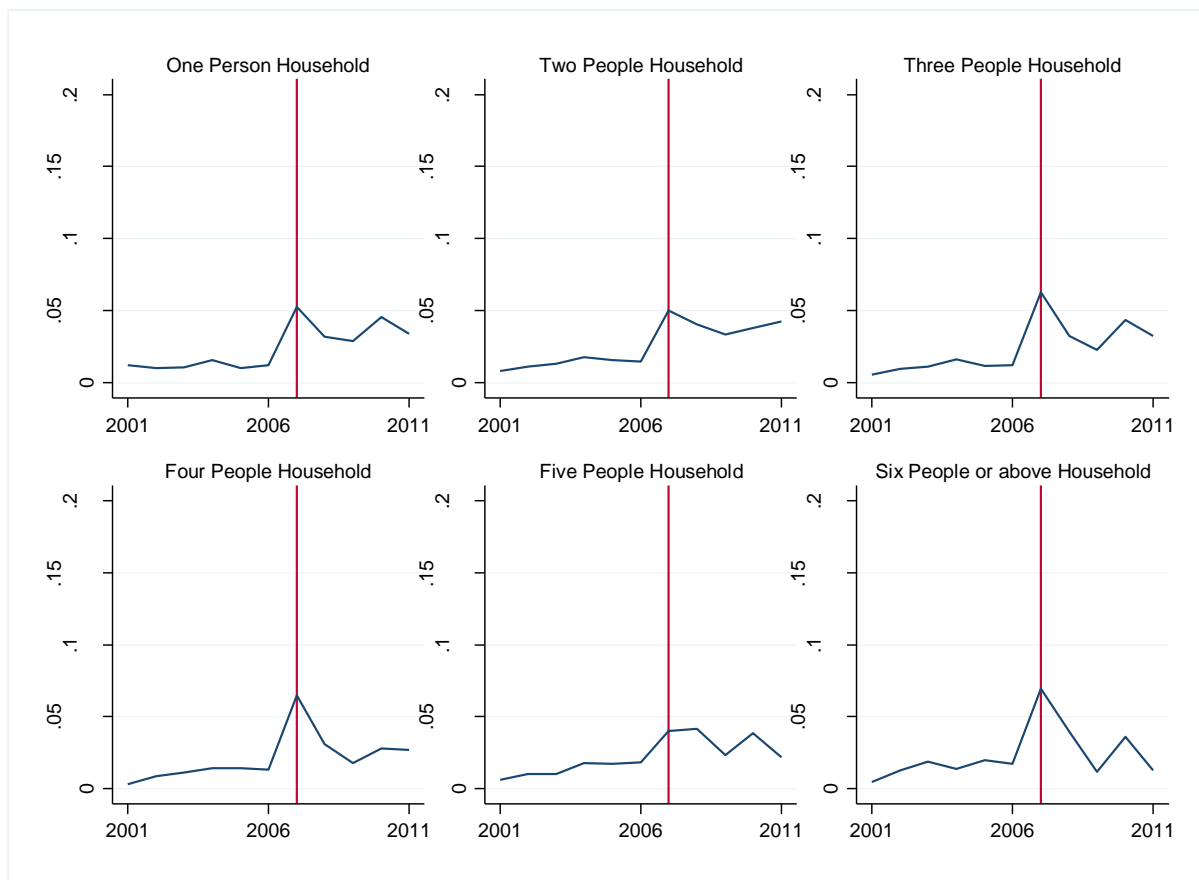 One Person Household
.2
.15
.1
.05
0
2001 2006 2011
Two People Household
.2
.15
.1
.05
0
2001 2006 2011
Three People Household
.2
.15
.1
.05
0
2001 2006 2011
Four People Household
.2
.15
.1
.05
0
2001 2006 2011
Five People Household
.2
.15
.1
.05
0
2001 2006 2011
Six People or above Household
.2
.15
.1
.05
0
2001 2006 2011